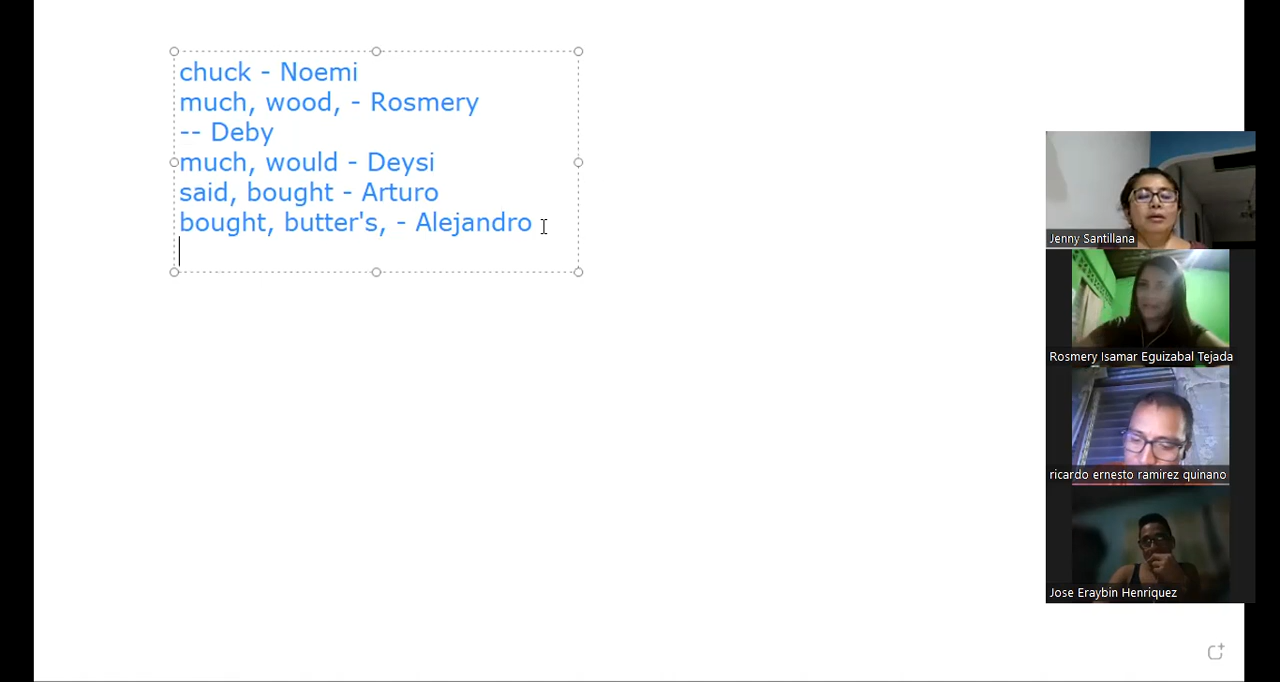 chuck - Noemi
much, wood, - Rosmery
-- Deby
much, would - Deysi
said, bought - Arturo
bought, butter's, - Alejandro
Jenny Santillana
Rosmery Isamar Eguizabal Tejada
ricardo ernesto ramirez quinano
Jose Eraybin Henriquez